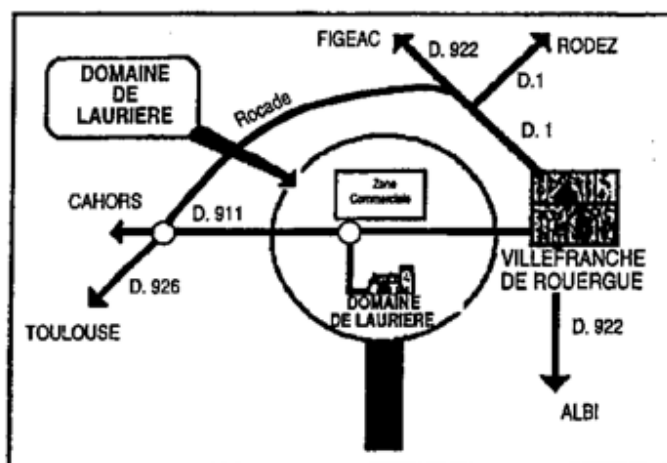 FIGEAC
D. 922
RODEZ
DOMAINE
DE
LAURIERE
Rocade
D.1
D. 1
Zone
Commerciale
CAHORS
D. 911
VILLEFRANCHE
DE ROUERGUE
D. 926
DOMAINE
DE LAURIERE
TOULOUSE
D. 922
ALBI